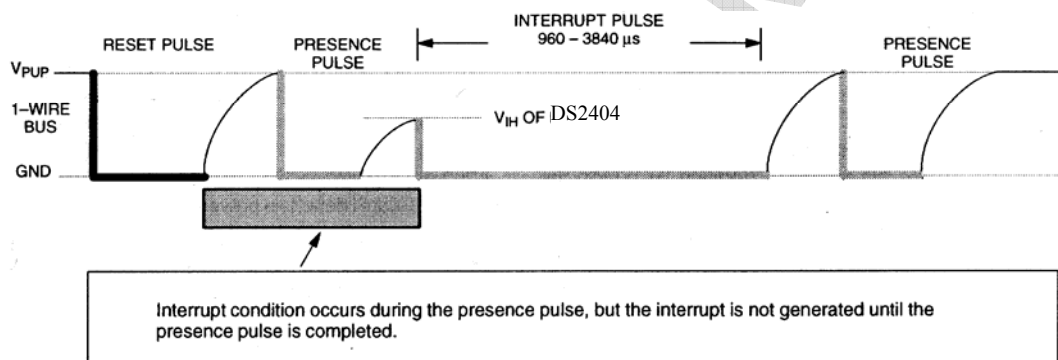 INTERRUPT PULSE
960 – 3840 µs
RESET PULSE
PRESENCE
PULSE
PRESENCE
PULSE
VPUP
1–WIRE
BUS
VIH OF DS2404
GND
Interrupt condition occurs during the presence pulse, but the interrupt is not generated until the
presence pulse is completed.